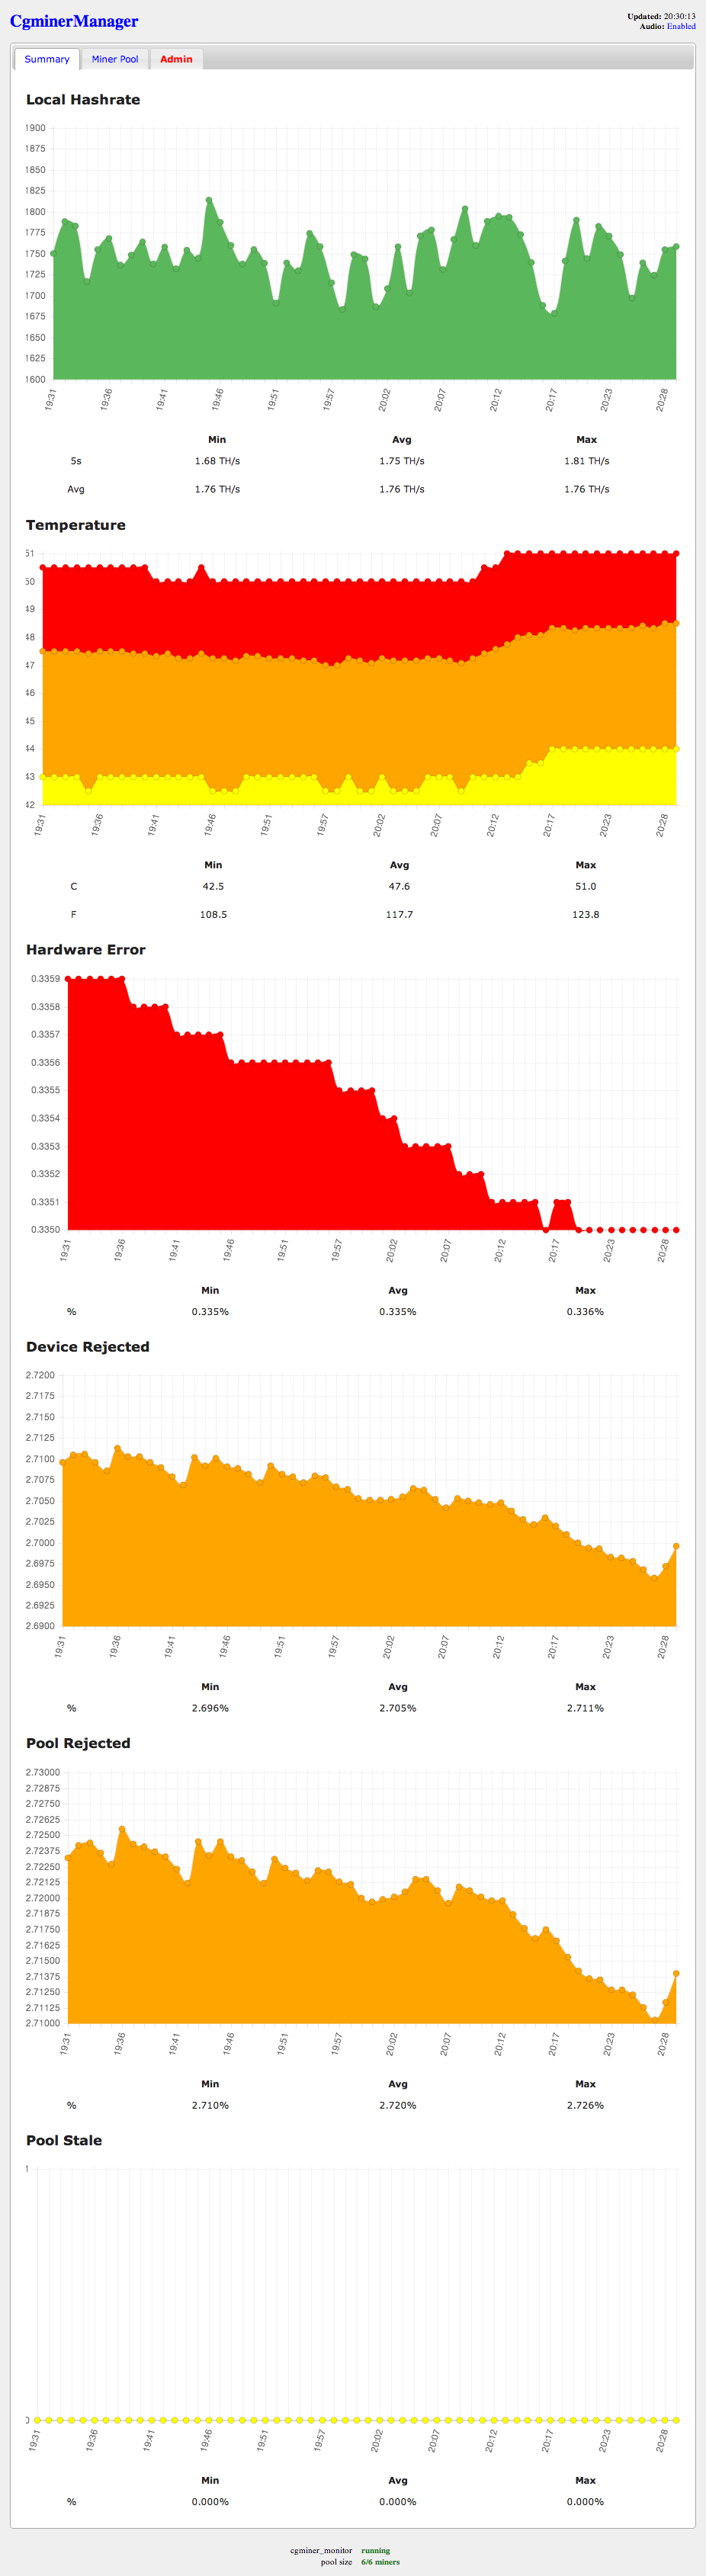 CgminerManager
Updated: 20:30:13
Audio: Enabled
Summary Miner Pool Admin
Local Hashrate
1900
1875
1850
1825
1800
1775
1750
1725
1700
1675
1650
1625
1600
19:31 19:36 19:41 19:46 19:51 19:57 20:02 20:07 20:12 20:17 20:23 20:28
Min Avg Max
5s 1.68 TH/s 1.75 TH/s 1.81 TH/s
Avg 1.76 TH/s 1.76 TH/s 1.76 TH/s
Temperature
51
50
49
48
47
46
45
44
43
42
19:31 19:36 19:41 19:46 19:51 19:57 20:02 20:07 20:12 20:17 20:23 20:28
Min Avg Max
C 42.5 47.6 51.0
F 108.5 117.7 123.8
Hardware Error
0.3359
0.3358
0.3357
0.3356
0.3355
0.3354
0.3353
0.3352
0.3351
0.3350
19:31 19:36 19:41 19:46 19:51 19:57 20:02 20:07 20:12 20:17 20:23 20:28
Min Avg Max
% 0.335% 0.335% 0.336%
Device Rejected
2.7200
2.7175
2.7150
2.7125
2.7100
2.7075
2.7050
2.7025
2.7000
2.6975
2.6950
2.6925
2.6900
19:31 19:36 19:41 19:46 19:51 19:57 20:02 20:07 20:12 20:17 20:23 20:28
Min Avg Max
% 2.696% 2.705% 2.711%
Pool Rejected
2.73000
2.72875
2.72750
2.72625
2.72500
2.72375
2.72250
2.72125
2.72000
2.71875
2.71750
2.71625
2.71500
2.71375
2.71250
2.71125
2.71000
19:31 19:36 19:41 19:46 19:51 19:57 20:02 20:07 20:12 20:17 20:23 20:28
Min Avg Max
% 2.710% 2.720% 2.726%
Pool Stale
1
0
19:31 19:36 19:41 19:46 19:51 19:57 20:02 20:07 20:12 20:17 20:23 20:28
Min Avg Max
% 0.000% 0.000% 0.000%
cgminer_monitor running
pool size 6/6 miners